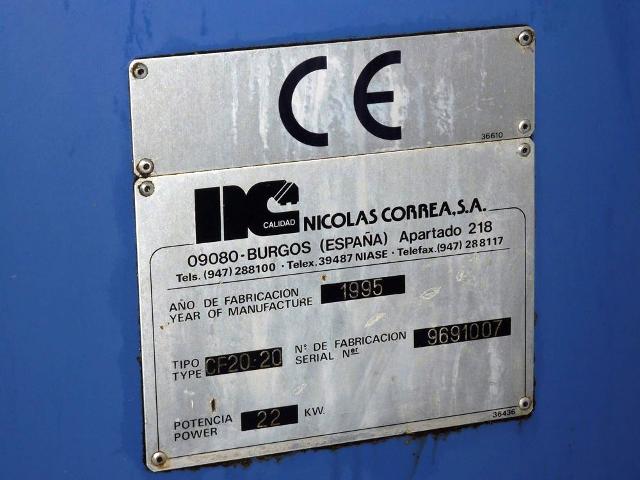 CE
36610
NC
CALIDAD
NICOLAS CORREA, S.A.
09080-BURGOS (ESPAÑA) Apartado 218
Tels. (947) 288100 · Telex. 39487 NIASE · Telefax. (947) 288117
AÑO DE FABRICACION 1995
YEAR OF MANUFACTURE
TIPO CF20-20 Nº DE FABRICACION 9691007
TYPE SERIAL Ner
POTENCIA 22 KW.
POWER
36436